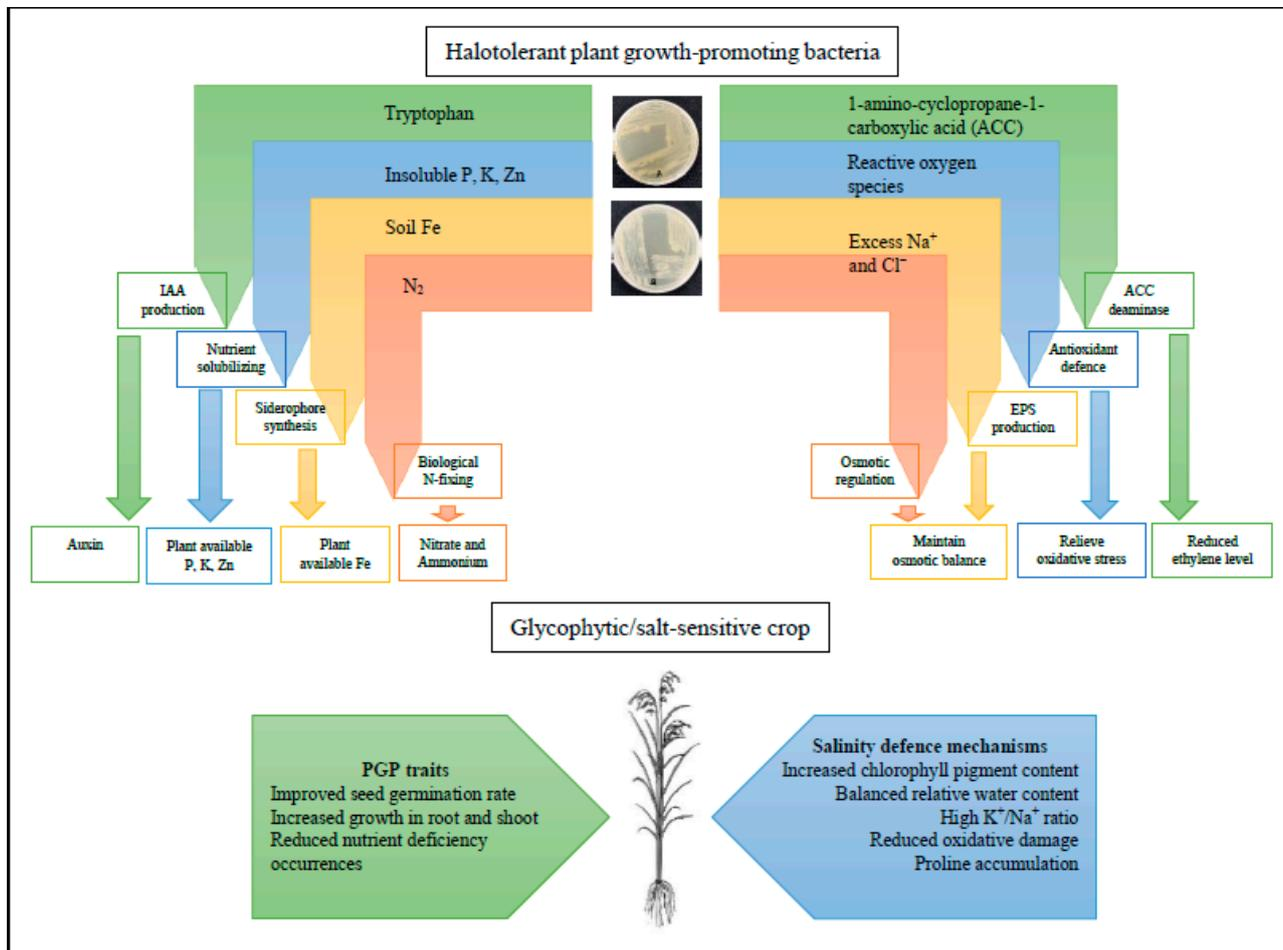 Halotolerant plant growth-promoting bacteria
Tryptophan
Insoluble P, K, Zn
Soil Fe
N₂
A
B
1-amino-cyclopropane-1-
carboxylic acid (ACC)
Reactive oxygen
species
Excess Na⁺
and Cl⁻
IAA
production
Nutrient
solubilizing
Siderophore
synthesis
Biological
N-fixing
Osmotic
regulation
EPS
production
Antioxidant
defence
ACC
deaminase
Auxin
Plant available
P, K, Zn
Plant
available Fe
Nitrate and
Ammonium
Maintain
osmotic balance
Relieve
oxidative stress
Reduced
ethylene level
Glycophytic/salt-sensitive crop
PGP traits
Improved seed germination rate
Increased growth in root and shoot
Reduced nutrient deficiency
occurrences
Salinity defence mechanisms
Increased chlorophyll pigment content
Balanced relative water content
High K⁺/Na⁺ ratio
Reduced oxidative damage
Proline accumulation